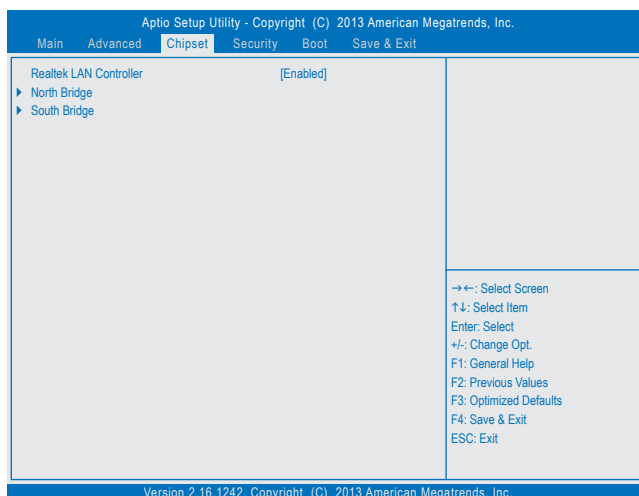 Aptio Setup Utility - Copyright (C) 2013 American Megatrends, Inc.
Main Advanced Chipset Security Boot Save & Exit
Realtek LAN Controller [Enabled]
North Bridge
South Bridge
→←: Select Screen
↑↓: Select Item
Enter: Select
+/-: Change Opt.
F1: General Help
F2: Previous Values
F3: Optimized Defaults
F4: Save & Exit
ESC: Exit
Version 2.16.1242. Copyright (C) 2013 American Megatrends, Inc.